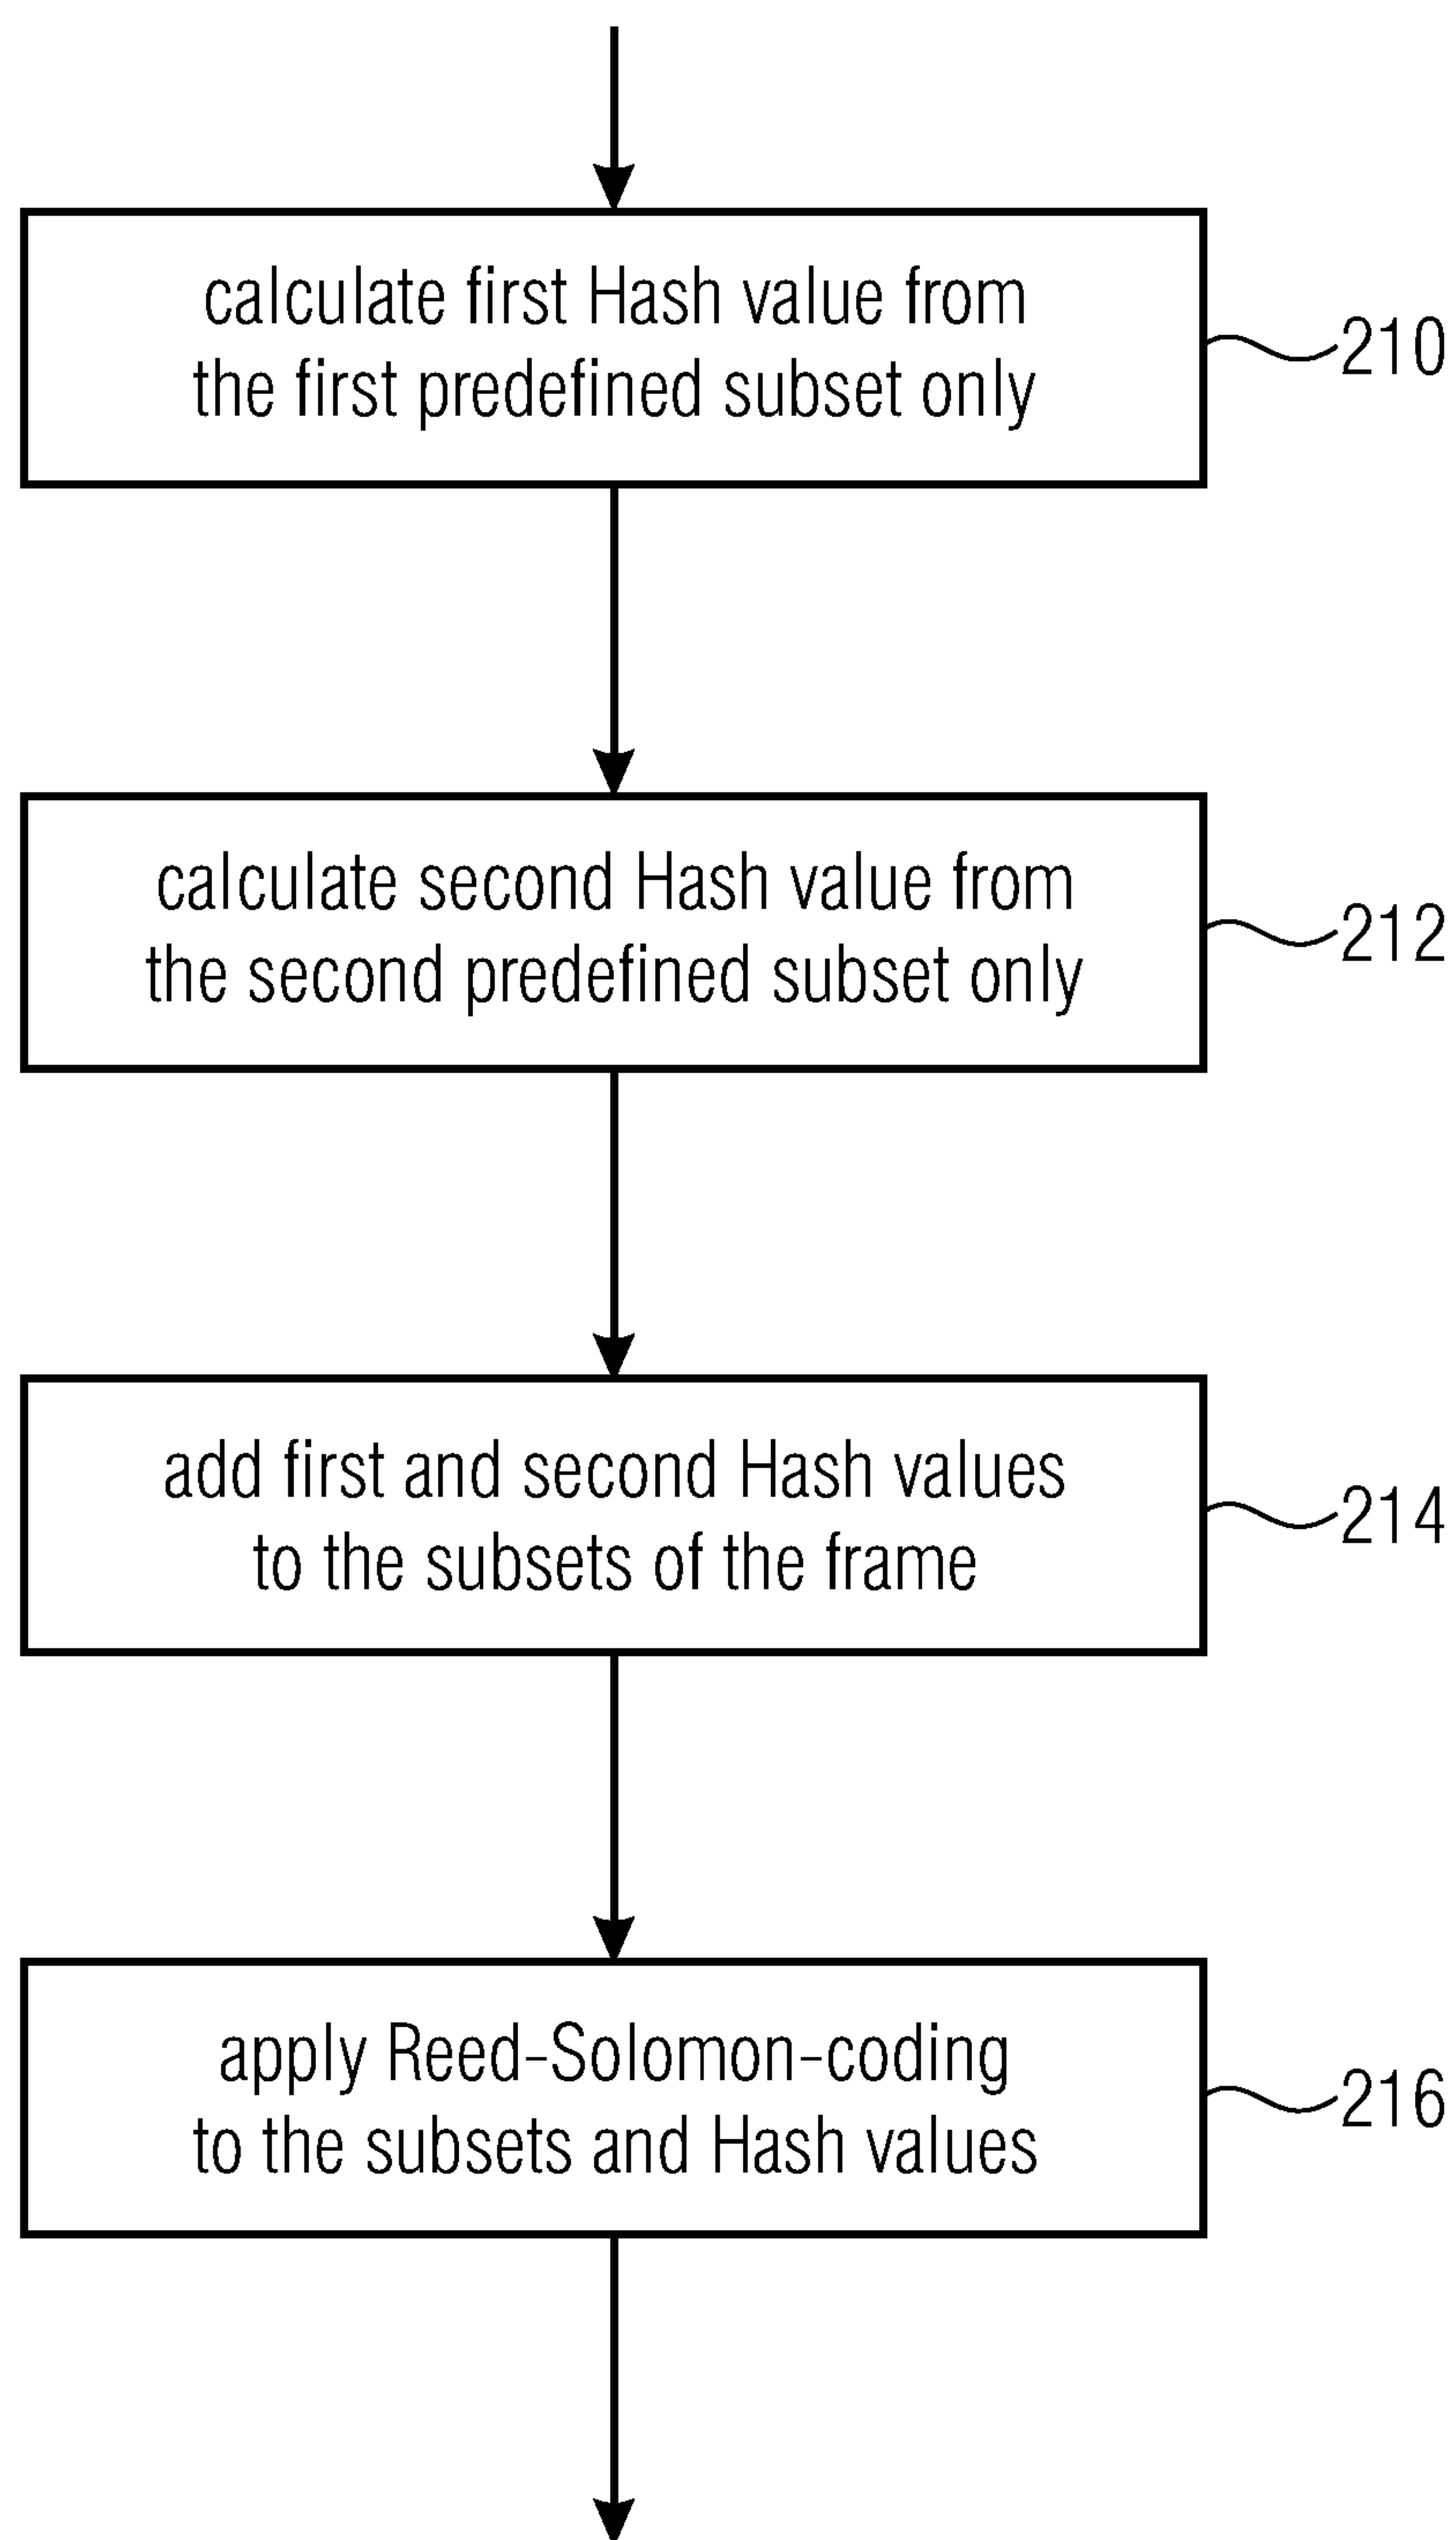 calculate first Hash value from
the first predefined subset only
210
calculate second Hash value from
the second predefined subset only
212
add first and second Hash values
to the subsets of the frame
214
apply Reed-Solomon-coding
to the subsets and Hash values
216